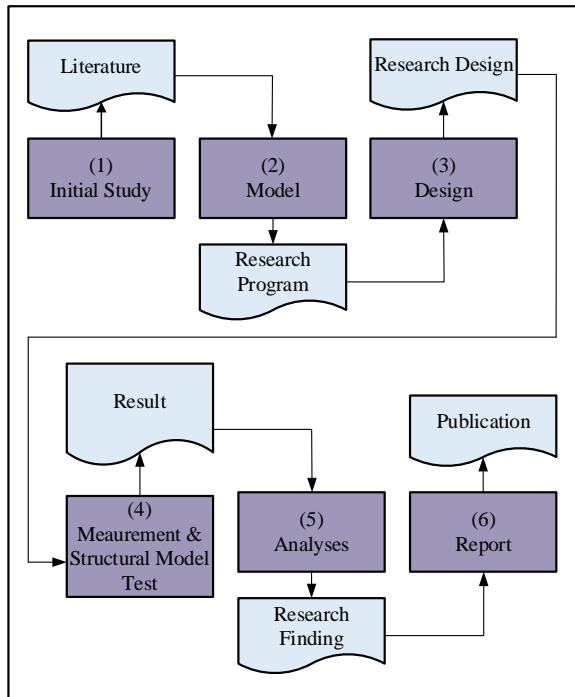 Literature
(1)
Initial Study
(2)
Model
Research
Program
Research Design
(3)
Design
Result
(4)
Meaurement &
Structural Model
Test
(5)
Analyses
Research
Finding
Publication
(6)
Report